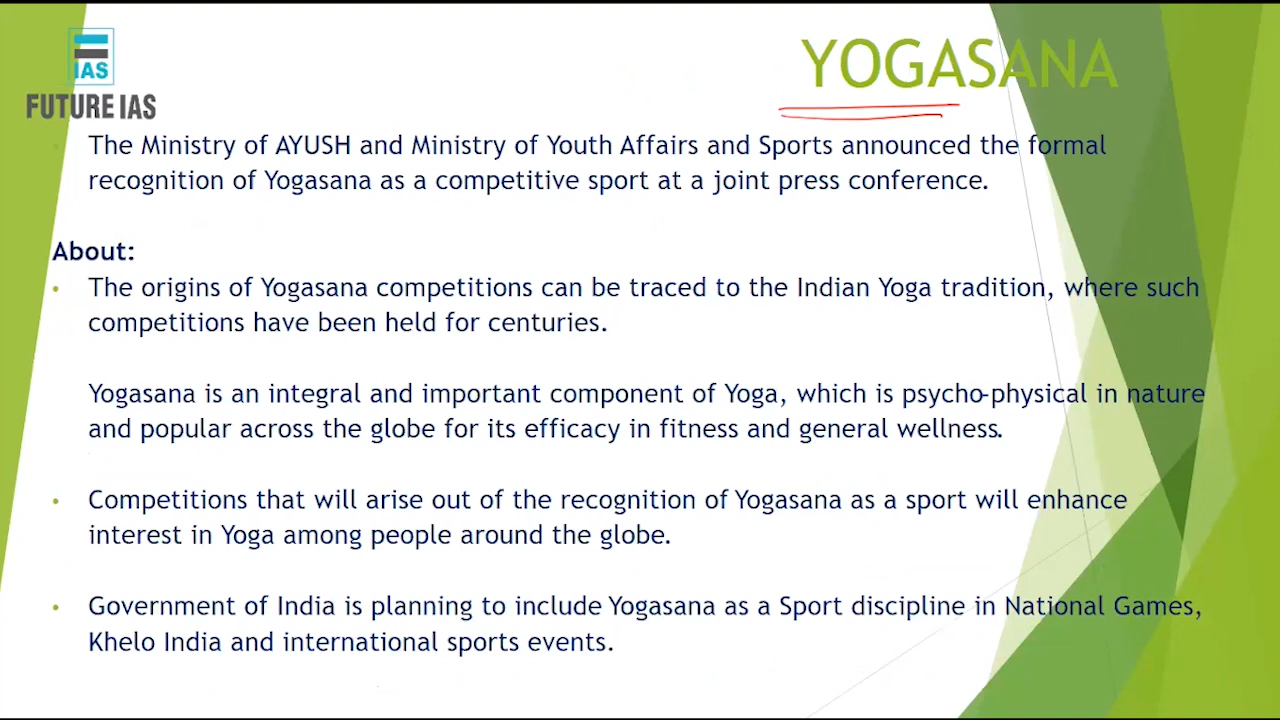 IAS
FUTURE IAS
YOGASANA
The Ministry of AYUSH and Ministry of Youth Affairs and Sports announced the formal
recognition of Yogasana as a competitive sport at a joint press conference.
About:
• The origins of Yogasana competitions can be traced to the Indian Yoga tradition, where such
competitions have been held for centuries.
Yogasana is an integral and important component of Yoga, which is psycho-physical in nature
and popular across the globe for its efficacy in fitness and general wellness.
• Competitions that will arise out of the recognition of Yogasana as a sport will enhance
interest in Yoga among people around the globe.
• Government of India is planning to include Yogasana as a Sport discipline in National Games,
Khelo India and international sports events.